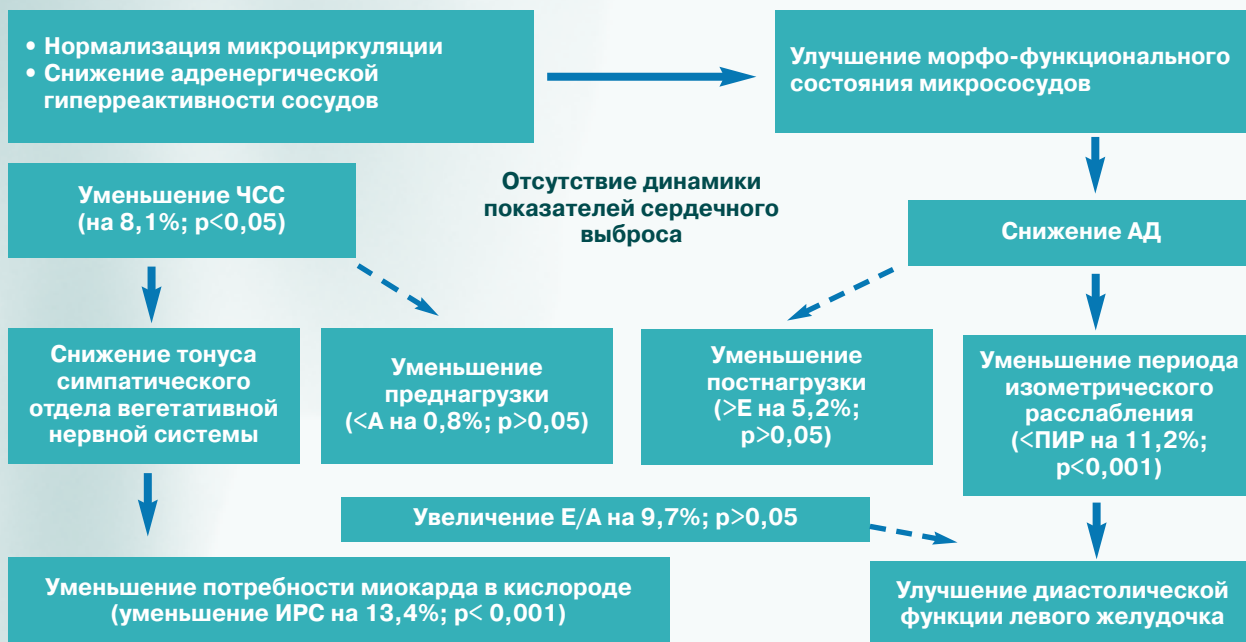 • Нормализация микроциркуляции
• Снижение адренергической
гиперреактивности сосудов
Улучшение морфо-функционального
состояния микрососудов
Уменьшение ЧСС
(на 8,1%; p<0,05)
Отсутствие динамики
показателей сердечного
выброса
Снижение АД
Снижение тонуса
симпатического
отдела вегетативной
нервной системы
Уменьшение
преднагрузки
(<А на 0,8%; p>0,05)
Уменьшение
постнагрузки
(>Е на 5,2%;
p>0,05)
Уменьшение периода
изометрического
расслабления
(<ПИР на 11,2%;
p<0,001)
Увеличение Е/А на 9,7%; p>0,05
Уменьшение потребности миокарда в кислороде
(уменьшение ИРС на 13,4%; p< 0,001)
Улучшение диастолической
функции левого желудочка